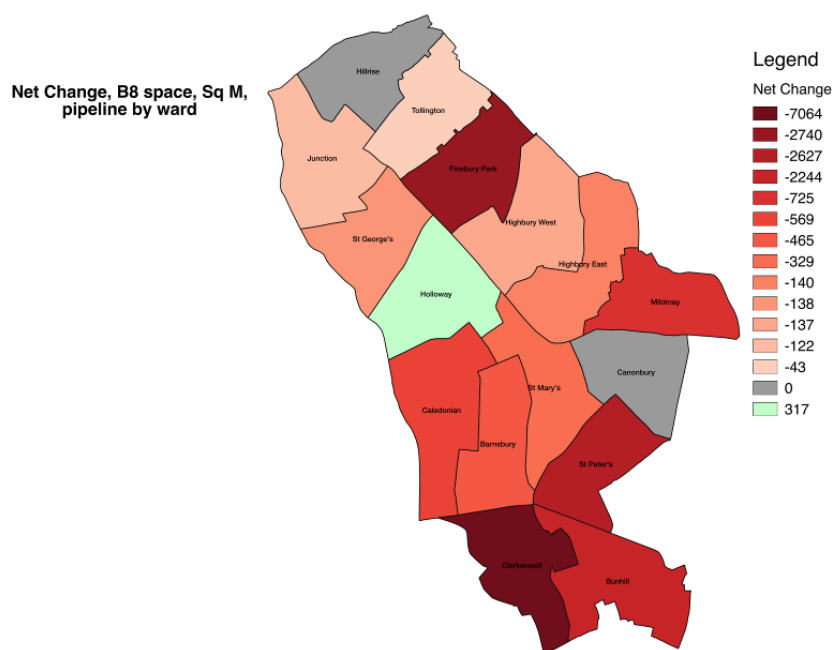 Net Change, B8 space, Sq M,
pipeline by ward
Hillrise
Tollington
Junction
Finsbury Park
Highbury West
St George's
Highbury East
Holloway
Mildmay
Canonbury
St Mary's
Caledonian
Barnsbury
St Peter's
Clerkenwell
Bunhill
Legend
Net Change
-7064
-2740
-2627
-2244
-725
-569
-465
-329
-140
-138
-137
-122
-43
0
317